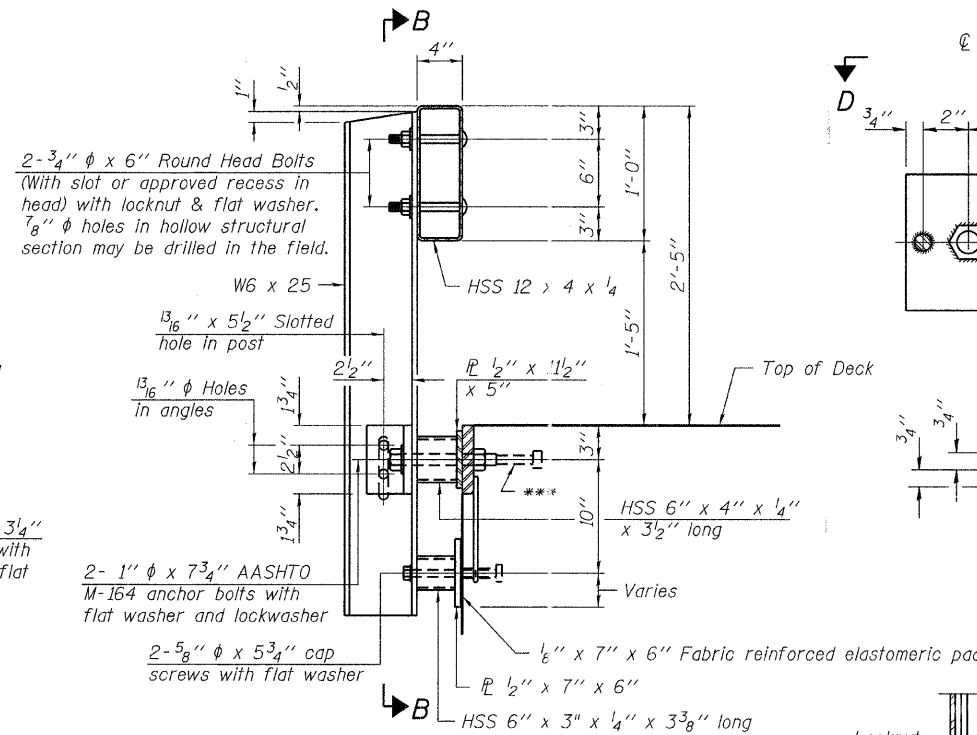 B
4"
1"
1/2"
℄
D
3/4"
2"
2-3/4" φ x 6" Round Head Bolts
(With slot or approved recess in
head) with locknut & flat washer.
7/8" φ holes in hollow structural
section may be drilled in the field.
3"
6"
3"
1'-0"
2'-5"
W6 x 25
HSS 12 x 4 x 1/4
1'-5"
13/16" x 5 1/2" Slotted
hole in post
2 1/2"
℄ 1/2" x 11 1/2"
x 5"
Top of Deck
13/16" φ Holes
in angles
1 3/4"
2 1/2"
1 3/4"
3"
10"
3/4"
3/4"
***
HSS 6" x 4" x 1/4"
x 3 1/2" long
3 1/4"
with
flat
2- 1" φ x 7 3/4" AASHTO
M-164 anchor bolts with
flat washer and lockwasher
Varies
2-5/8" φ x 5 3/4" cap
screws with flat washer
1/8" x 7" x 6" Fabric reinforced elastomeric pad
℄ 1/2" x 7" x 6"
B
HSS 6" x 3" x 1/4" x 3 3/8" long
Locknut